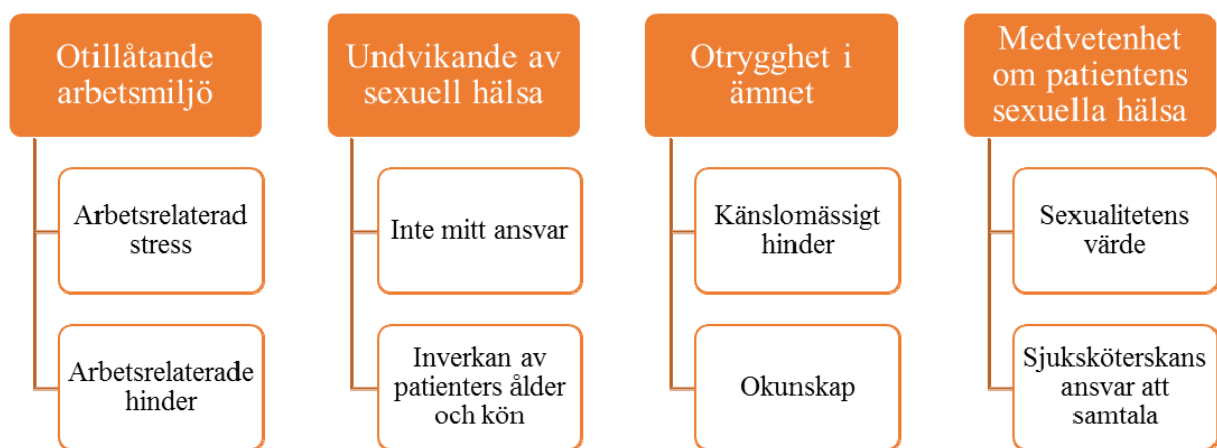 Otillåtande
arbetsmiljö
Arbetsrelaterad
stress
Arbetsrelaterade
hinder
Undvikande av
sexuell hälsa
Inte mitt ansvar
Inverkan av
patienters ålder
och kön
Otrygghet i
ämnet
Känslomässigt
hinder
Okunskap
Medvetenhet
om patientens
sexuella hälsa
Sexualitetens
värde
Sjuksköterskans
ansvar att
samtala